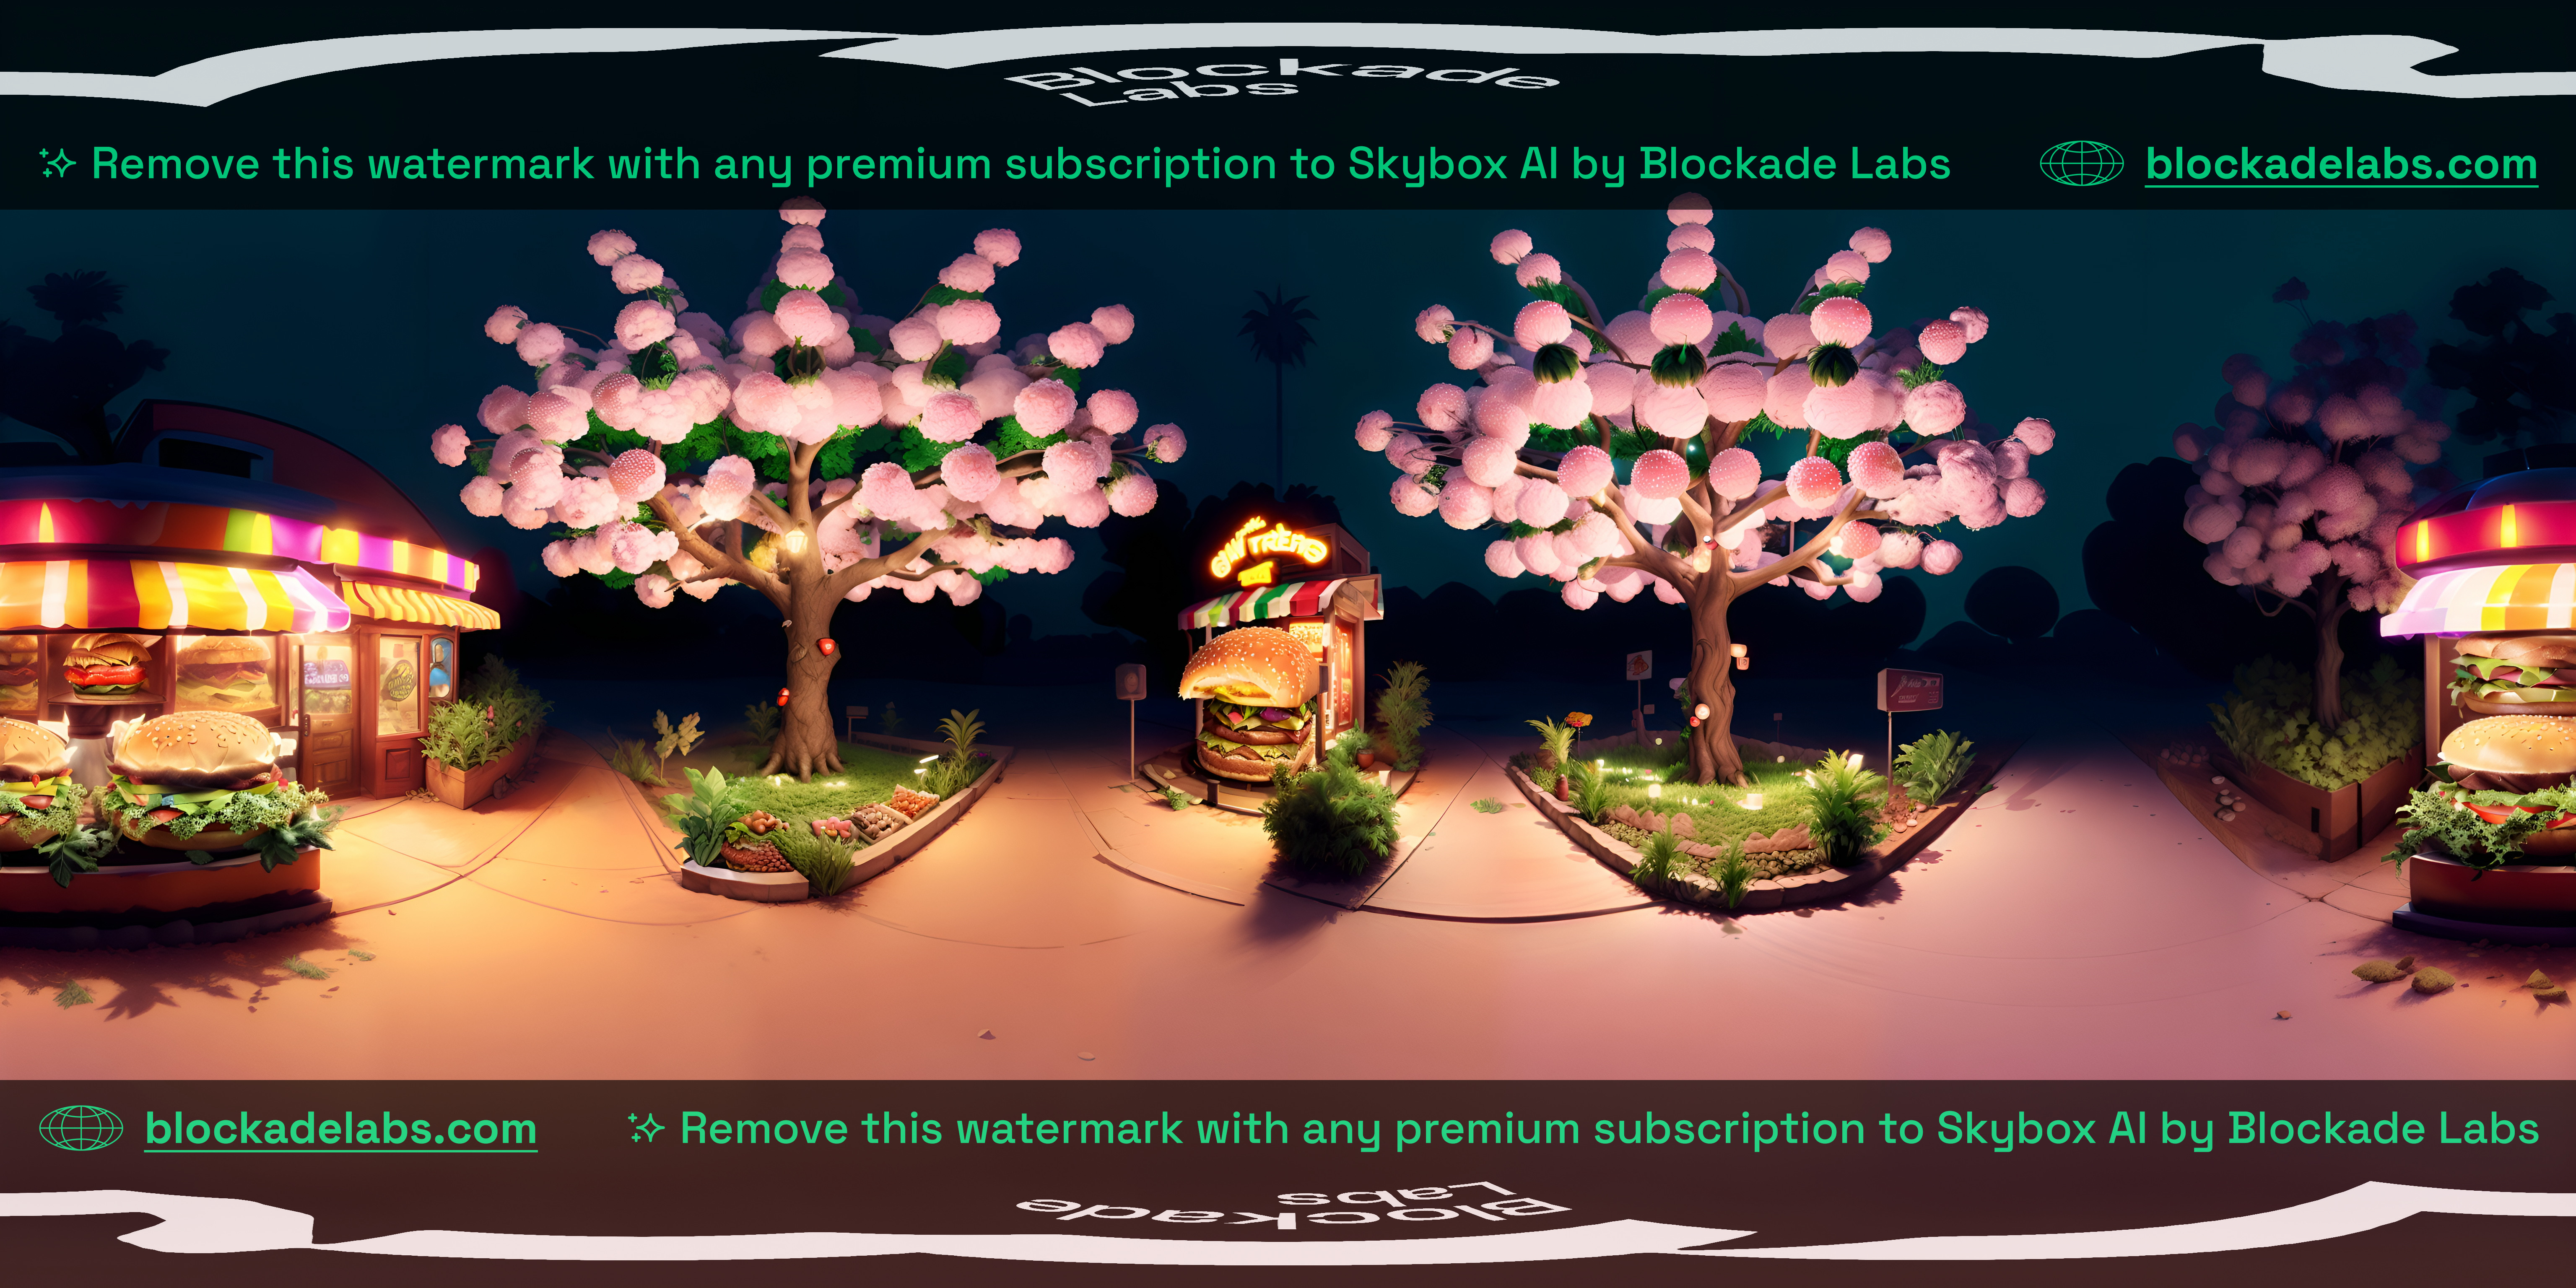 Blockade
Labs
Remove this watermark with any premium subscription to Skybox AI by Blockade Labs
blockadelabs.com
blockadelabs.com
Remove this watermark with any premium subscription to Skybox AI by Blockade Labs
Labs
Blockade